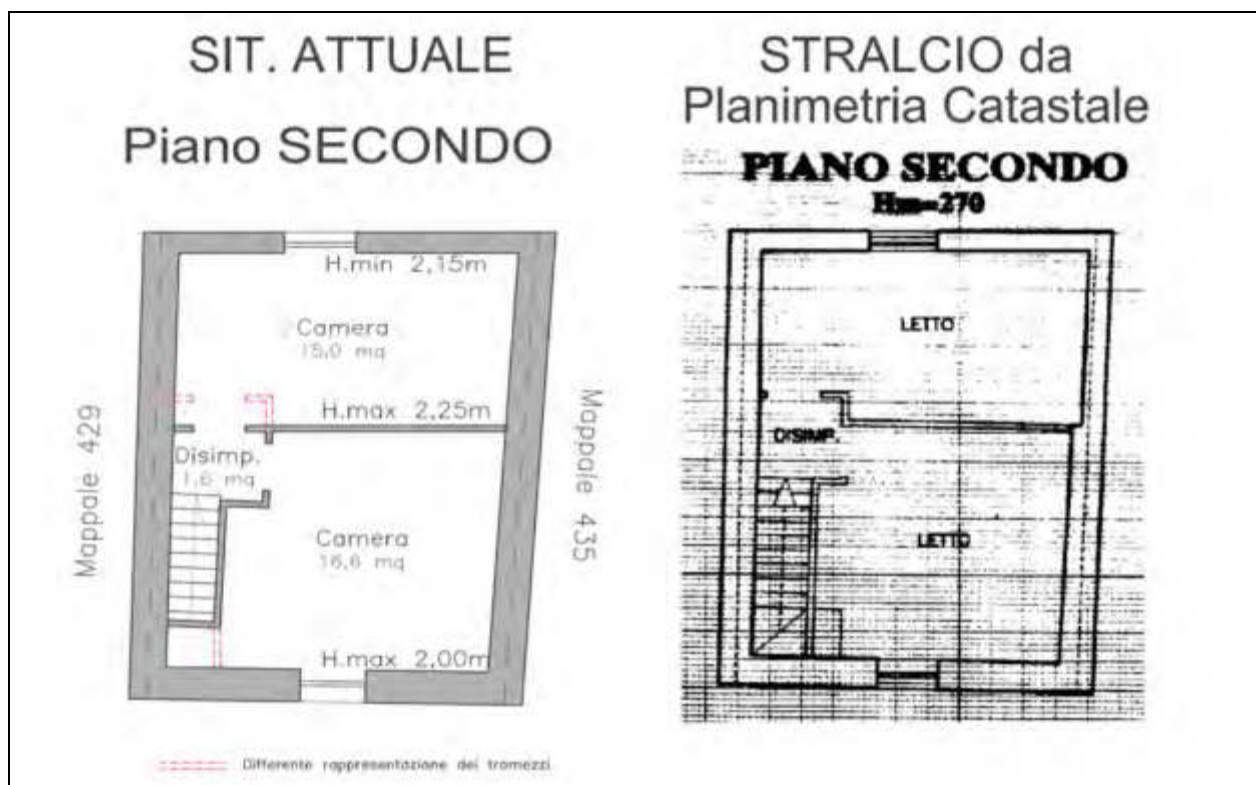 SIT. ATTUALE
Piano SECONDO
H.min 2,15m
Camera
15,0 mq
H.max 2,25m
Disimp.
1,6 mq
Camera
16,6 mq
H.max 2,00m
Mappale 429
Mappale 435
Differente rappresentazione dei tramezzi
STRALCIO da
Planimetria Catastale
PIANO SECONDO
Hm=270
LETTO
DISIMP.
LETTO